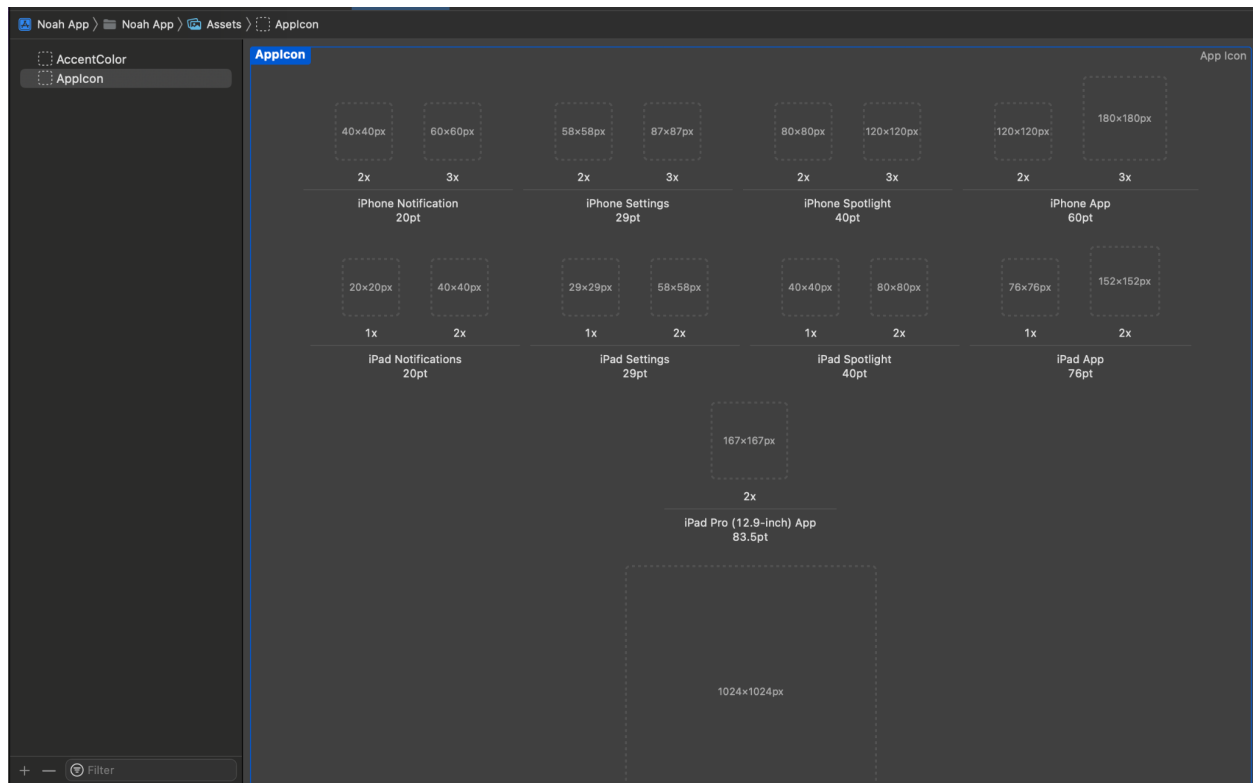 Noah App Noah App Assets AppIcon
AccentColor
AppIcon
AppIcon
App Icon
40×40px 60×60px 58×58px 87×87px 80×80px 120×120px 120×120px 180×180px
2x 3x 2x 3x 2x 3x 2x 3x
iPhone Notification iPhone Settings iPhone Spotlight iPhone App
20pt 29pt 40pt 60pt
20×20px 40×40px 29×29px 58×58px 40×40px 80×80px 76×76px 152×152px
1x 2x 1x 2x 1x 2x 1x 2x
iPad Notifications iPad Settings iPad Spotlight iPad App
20pt 29pt 40pt 76pt
167×167px
2x
iPad Pro (12.9-inch) App
83.5pt
1024×1024px
Filter